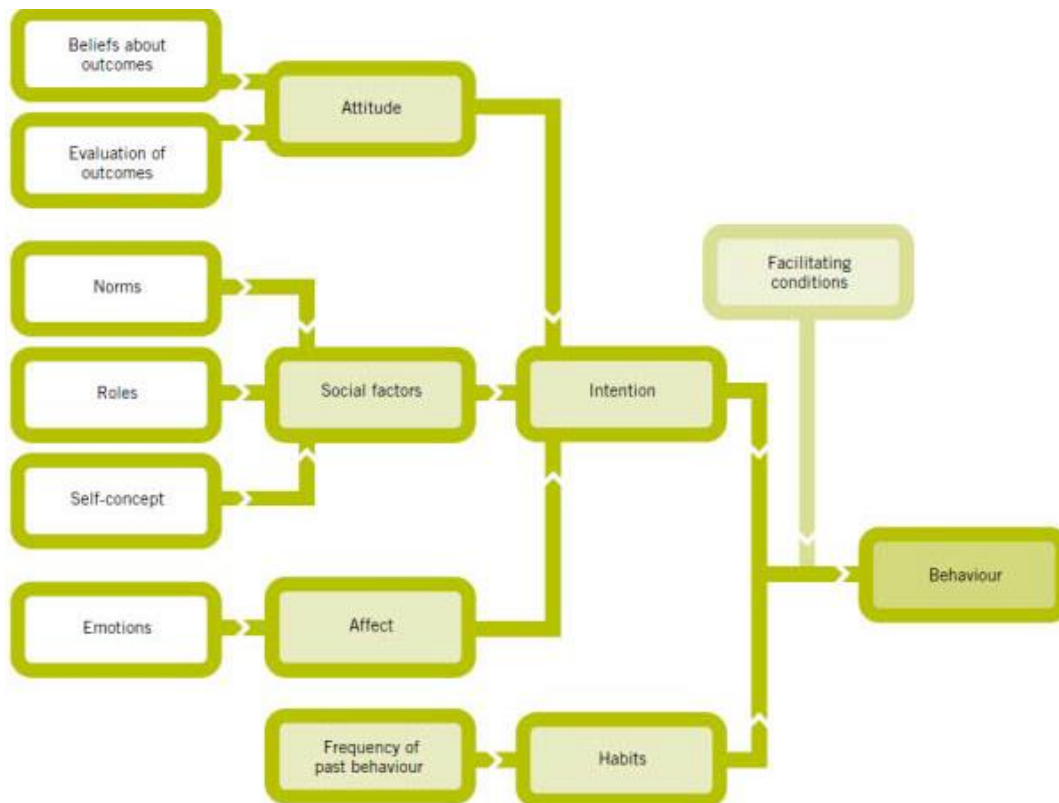 Beliefs about
outcomes
Attitude
Evaluation of
outcomes
Norms
Facilitating
conditions
Roles
Social factors
Intention
Self-concept
Behaviour
Emotions
Affect
Frequency of
past behaviour
Habits